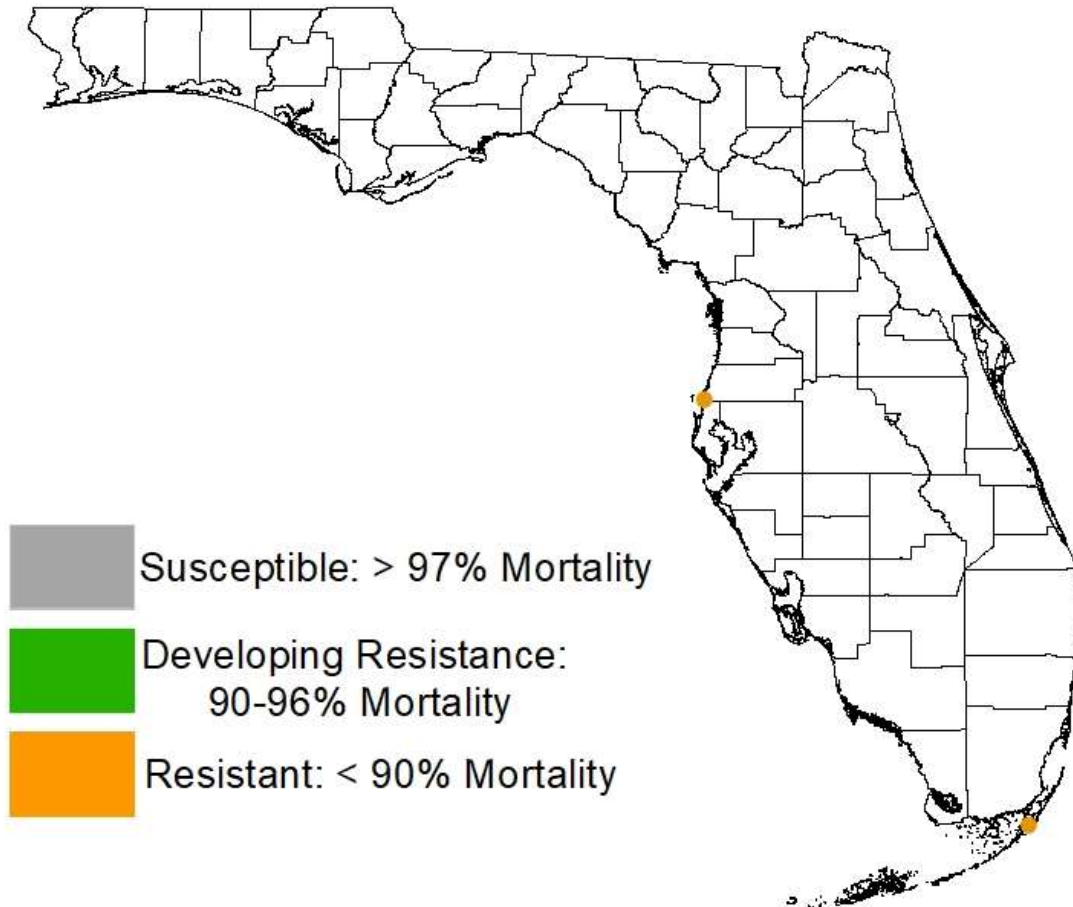 Susceptible: > 97% Mortality
Developing Resistance:
90-96% Mortality
Resistant: < 90% Mortality